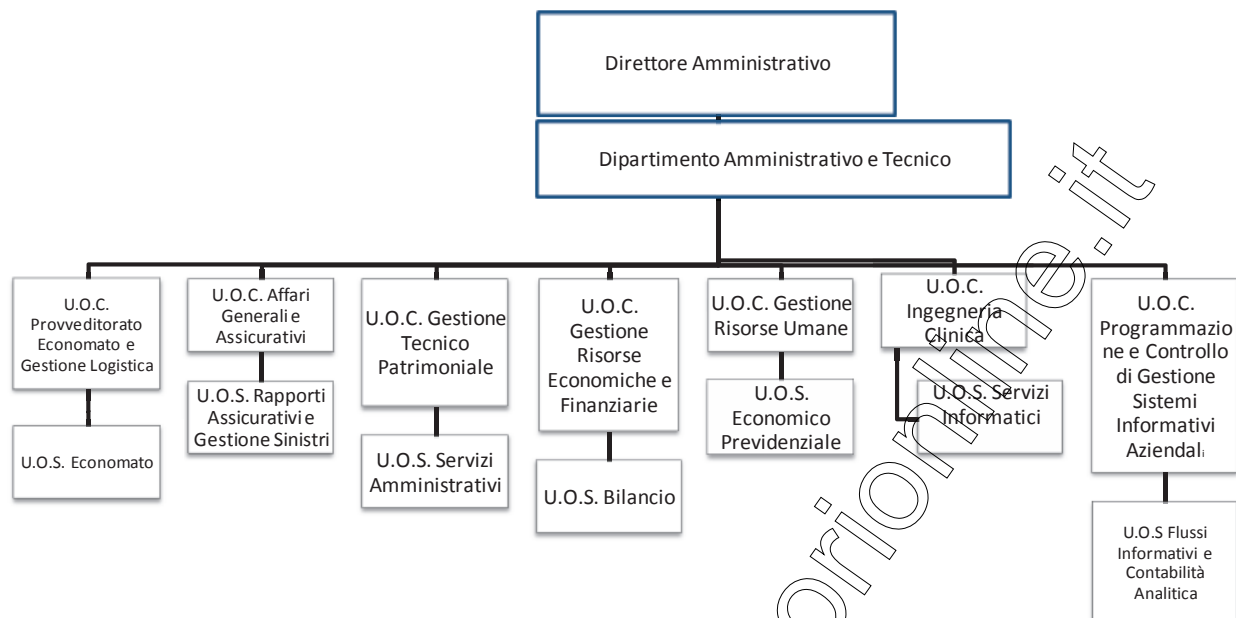 Direttore Amministrativo
Dipartimento Amministrativo e Tecnico
U.O.C.
Provveditorato
Economato e
Gestione Logistica
U.O.S. Economato
U.O.C. Affari
Generali e
Assicurativi
U.O.S. Rapporti
Assicurativi e
Gestione Sinistri
U.O.C. Gestione
Tecnico
Patrimoniale
U.O.S. Servizi
Amministrativi
U.O.C.
Gestione
Risorse
Economiche e
Finanziarie
U.O.S. Bilancio
U.O.C. Gestione
Risorse Umane
U.O.S.
Economico
Previdenziale
U.O.C.
Ingegneria
Clinica
U.O.S. Servizi
Informatici
U.O.C.
Programmazio
ne e Controllo
di Gestione
Sistemi
Informativi
Aziendali
U.O.S Flussi
Informativi e
Contabilità
Analitica
orionline.it